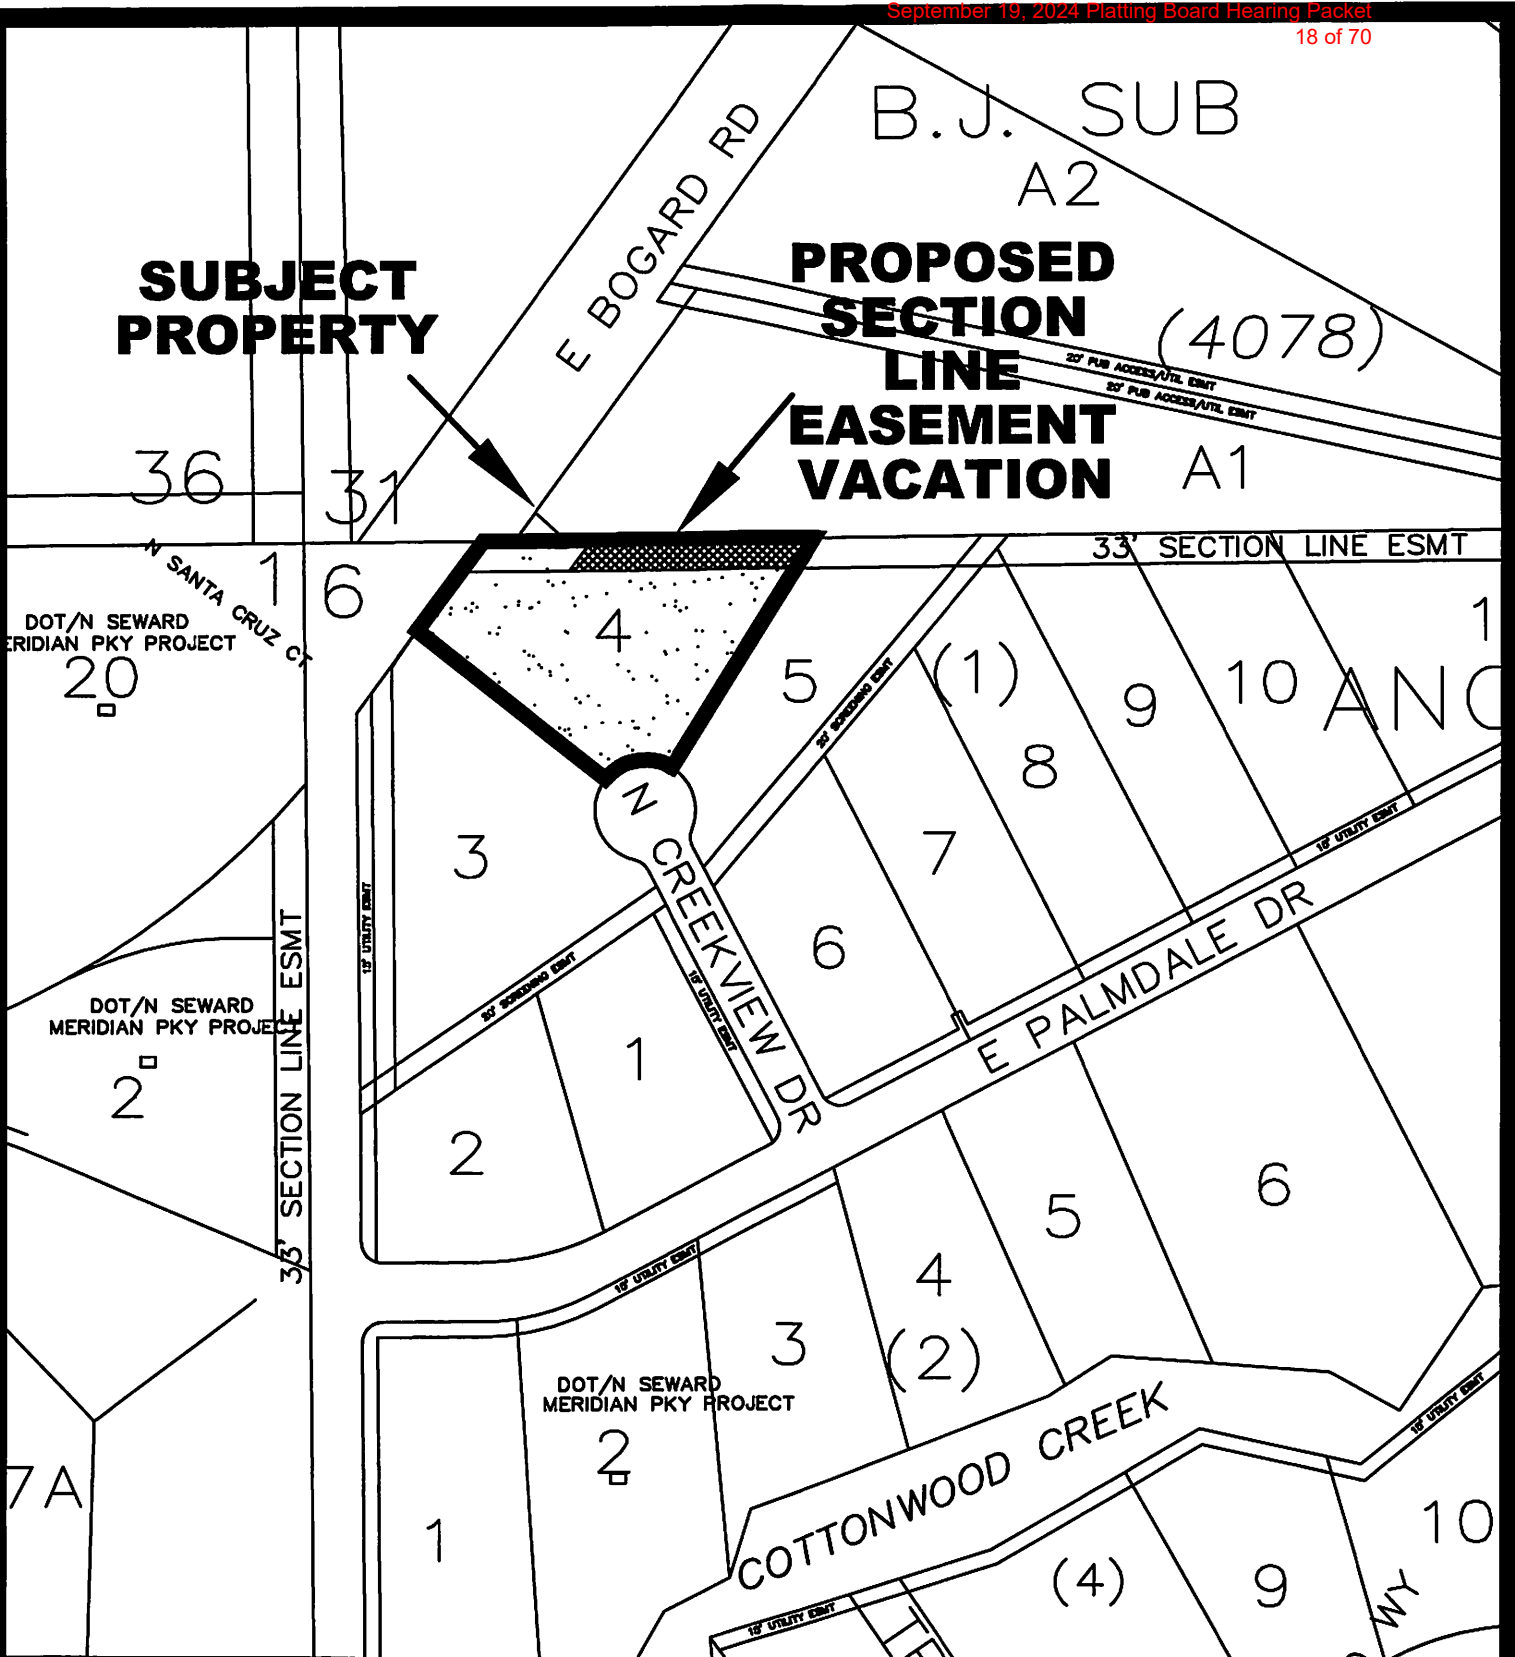 September 19, 2024 Platting Board Hearing Packet
18 of 70
B.J. SUB
A2
E BOGARD RD
SUBJECT
PROPERTY
PROPOSED
SECTION
LINE
EASEMENT
VACATION
(4078)
20' PUB ACCESS/UTIL ESMT
20' PUB ACCESS/UTIL ESMT
A1
36
31
33' SECTION LINE ESMT
N SANTA CRUZ CT
1
6
DOT/N SEWARD
ERIDIAN PKY PROJECT
20
4
5
20' SCREENING ESMT
(1)
9
10
1
ANC
8
N CREEKVIEW DR
3
7
15' UTILITY ESMT
15' UTILITY ESMT
6
E PALMDALE DR
20' SCREENING ESMT
15' UTILITY ESMT
33' SECTION LINE ESMT
DOT/N SEWARD
MERIDIAN PKY PROJECT
2
1
2
5
6
15' UTILITY ESMT
4
3
(2)
DOT/N SEWARD
MERIDIAN PKY PROJECT
2
COTTONWOOD CREEK
15' UTILITY ESMT
7A
1
10
(4)
9
WY
15' UTILITY ESMT